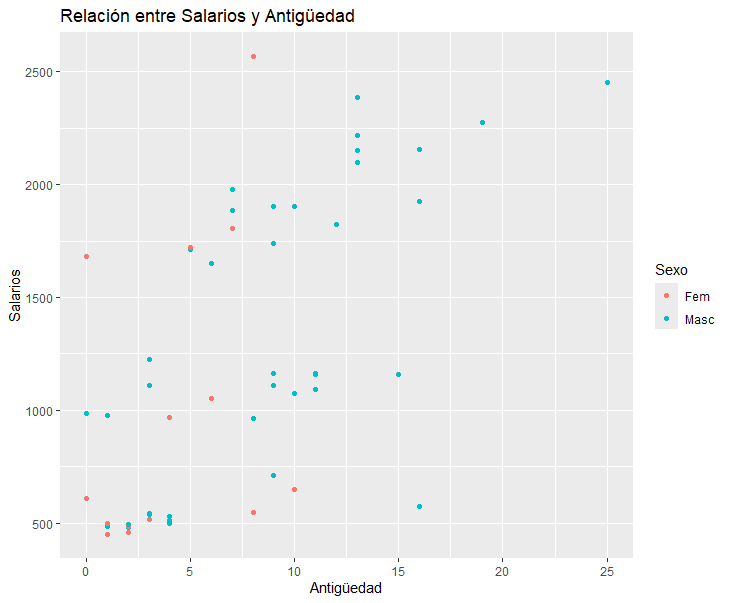 Relación entre Salarios y Antigüedad
2500
2000
1500
1000
500
Salarios
0 5 10 15 20 25
Antigüedad
Sexo
Fem
Masc